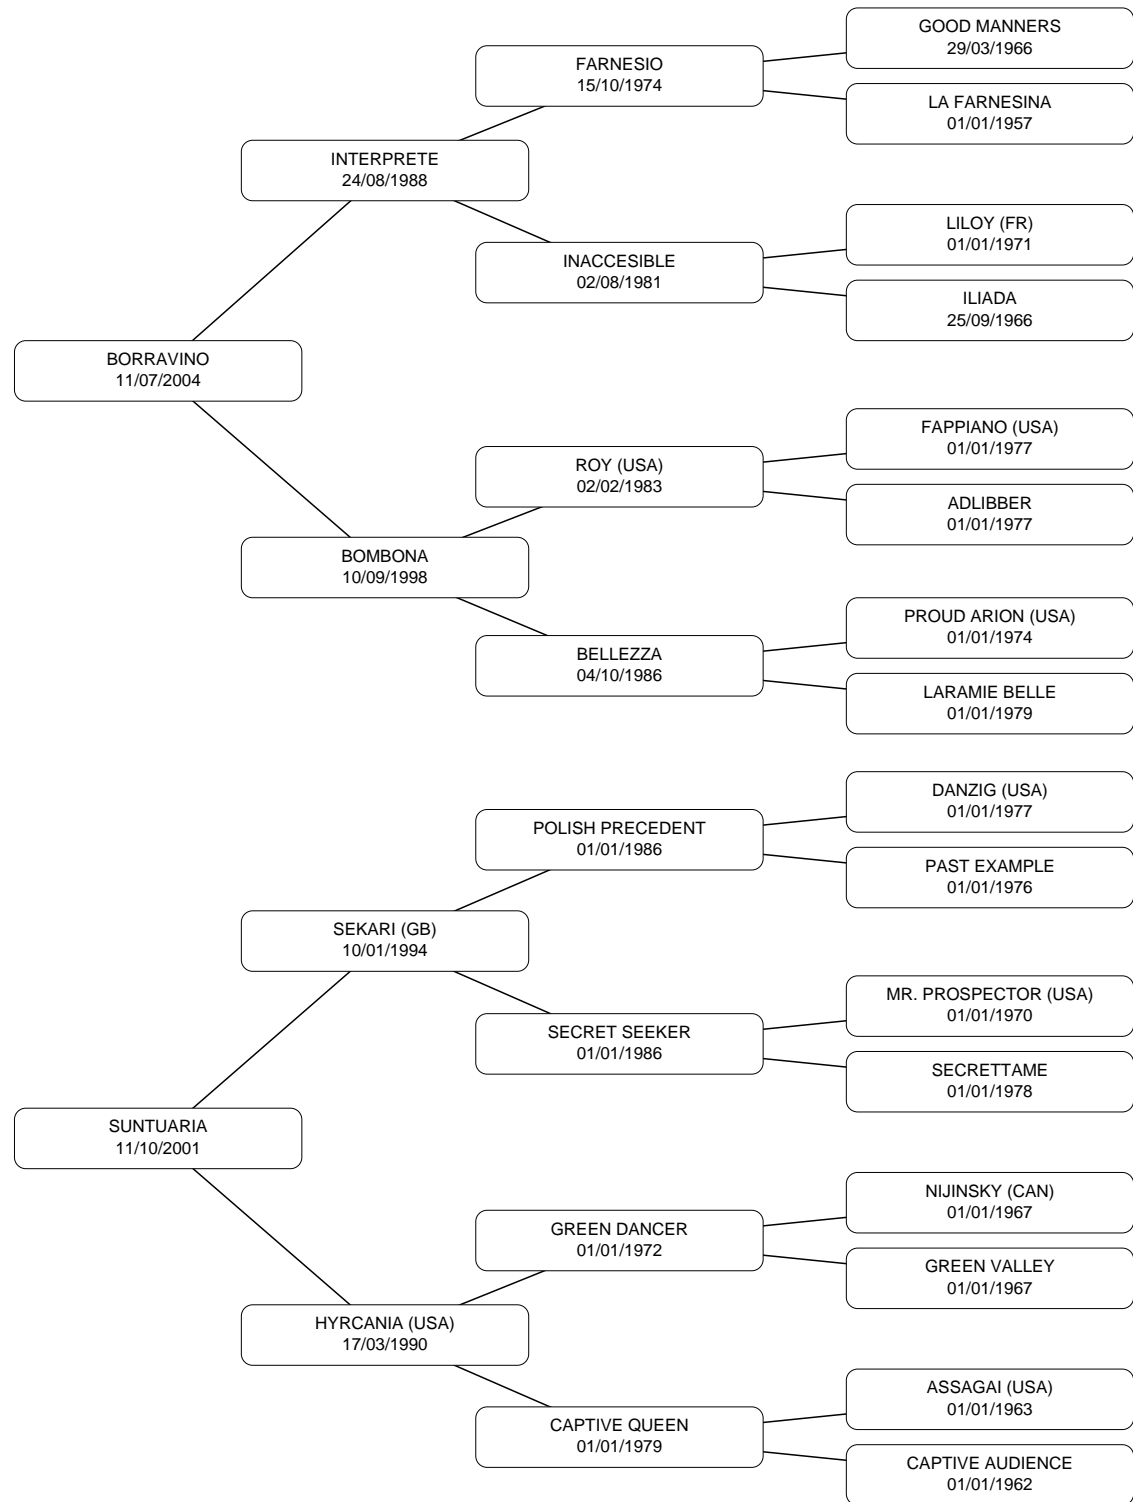 GOOD MANNERS
29/03/1966
FARNESIO
15/10/1974
LA FARNESINA
01/01/1957
INTERPRETE
24/08/1988
LILOY (FR)
01/01/1971
INACCESIBLE
02/08/1981
ILIADA
25/09/1966
BORRAVINO
11/07/2004
FAPPIANO (USA)
01/01/1977
ROY (USA)
02/02/1983
ADLIBBER
01/01/1977
BOMBONA
10/09/1998
PROUD ARION (USA)
01/01/1974
BELLEZZA
04/10/1986
LARAMIE BELLE
01/01/1979
DANZIG (USA)
01/01/1977
POLISH PRECEDENT
01/01/1986
PAST EXAMPLE
01/01/1976
SEKARI (GB)
10/01/1994
MR. PROSPECTOR (USA)
01/01/1970
SECRET SEEKER
01/01/1986
SECRETTAME
01/01/1978
SUNTUARIA
11/10/2001
NIJINSKY (CAN)
01/01/1967
GREEN DANCER
01/01/1972
GREEN VALLEY
01/01/1967
HYRCANIA (USA)
17/03/1990
ASSAGAI (USA)
01/01/1963
CAPTIVE QUEEN
01/01/1979
CAPTIVE AUDIENCE
01/01/1962